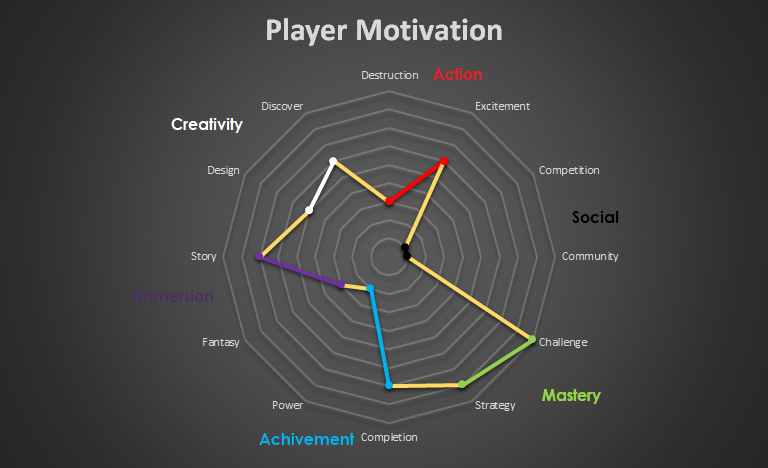 Player Motivation
Destruction
Action
Discover
Excitement
Creativity
Design
Competition
Social
Story
Community
Immersion
Fantasy
Challenge
Mastery
Power
Strategy
Achivement
Completion